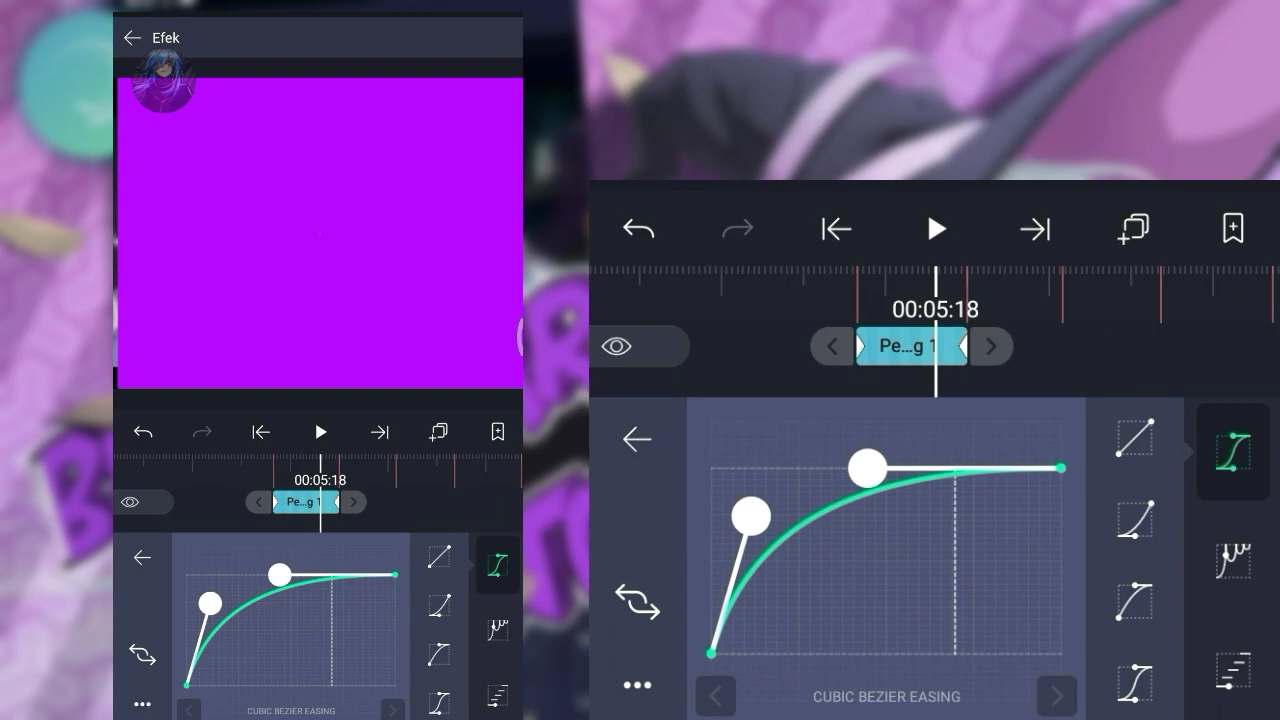 Efek
00:05:18
Pe...g 1
CUBIC BEZIER EASING
00:05:18
Pe...g 1
CUBIC BEZIER EASING